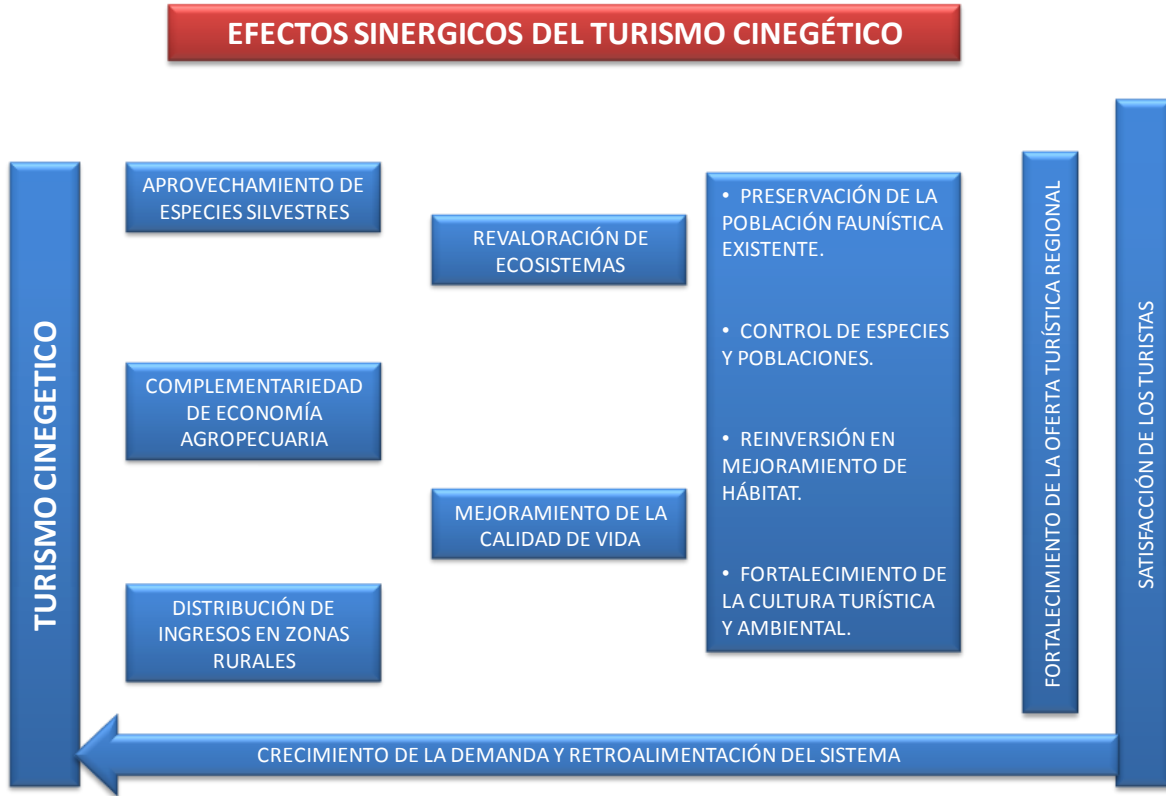 EFECTOS SINERGICOS DEL TURISMO CINEGÉTICO
TURISMO CINEGETICO
APROVECHAMIENTO DE
ESPECIES SILVESTRES
COMPLEMENTARIEDAD
DE ECONOMÍA
AGROPECUARIA
DISTRIBUCIÓN DE
INGRESOS EN ZONAS
RURALES
REVALORACIÓN DE
ECOSISTEMAS
MEJORAMIENTO DE LA
CALIDAD DE VIDA
• PRESERVACIÓN DE LA
POBLACIÓN FAUNÍSTICA
EXISTENTE.
• CONTROL DE ESPECIES
Y POBLACIONES.
• REINVERSIÓN EN
MEJORAMIENTO DE
HÁBITAT.
• FORTALECIMIENTO DE
LA CULTURA TURÍSTICA
Y AMBIENTAL.
FORTALECIMIENTO DE LA OFERTA TURÍSTICA REGIONAL
SATISFACCIÓN DE LOS TURISTAS
CRECIMIENTO DE LA DEMANDA Y RETROALIMENTACIÓN DEL SISTEMA